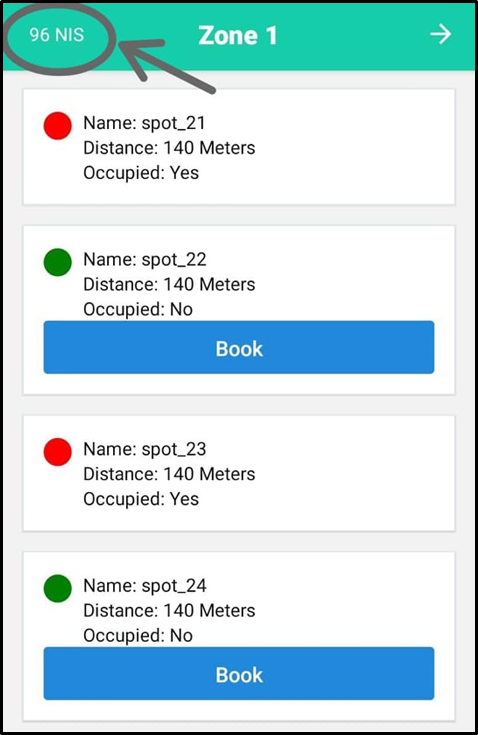 96 NIS
Zone 1
Name: spot_21
Distance: 140 Meters
Occupied: Yes
Name: spot_22
Distance: 140 Meters
Occupied: No
Book
Name: spot_23
Distance: 140 Meters
Occupied: Yes
Name: spot_24
Distance: 140 Meters
Occupied: No
Book